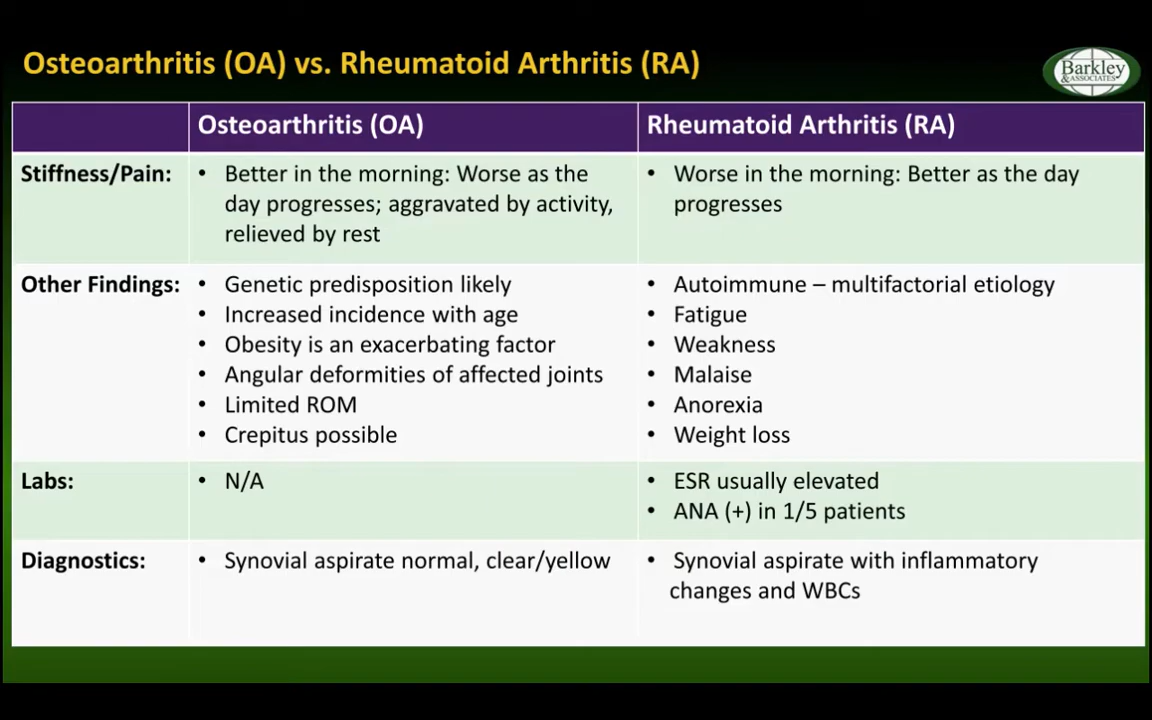 Osteoarthritis (OA) vs. Rheumatoid Arthritis (RA)
Barkley
& ASSOCIATES
Osteoarthritis (OA)
Rheumatoid Arthritis (RA)
Stiffness/Pain:
• Better in the morning: Worse as the
day progresses; aggravated by activity,
relieved by rest
• Worse in the morning: Better as the day
progresses
Other Findings:
• Genetic predisposition likely
• Increased incidence with age
• Obesity is an exacerbating factor
• Angular deformities of affected joints
• Limited ROM
• Crepitus possible
• Autoimmune – multifactorial etiology
• Fatigue
• Weakness
• Malaise
• Anorexia
• Weight loss
Labs:
• N/A
• ESR usually elevated
• ANA (+) in 1/5 patients
Diagnostics:
• Synovial aspirate normal, clear/yellow
• Synovial aspirate with inflammatory
changes and WBCs